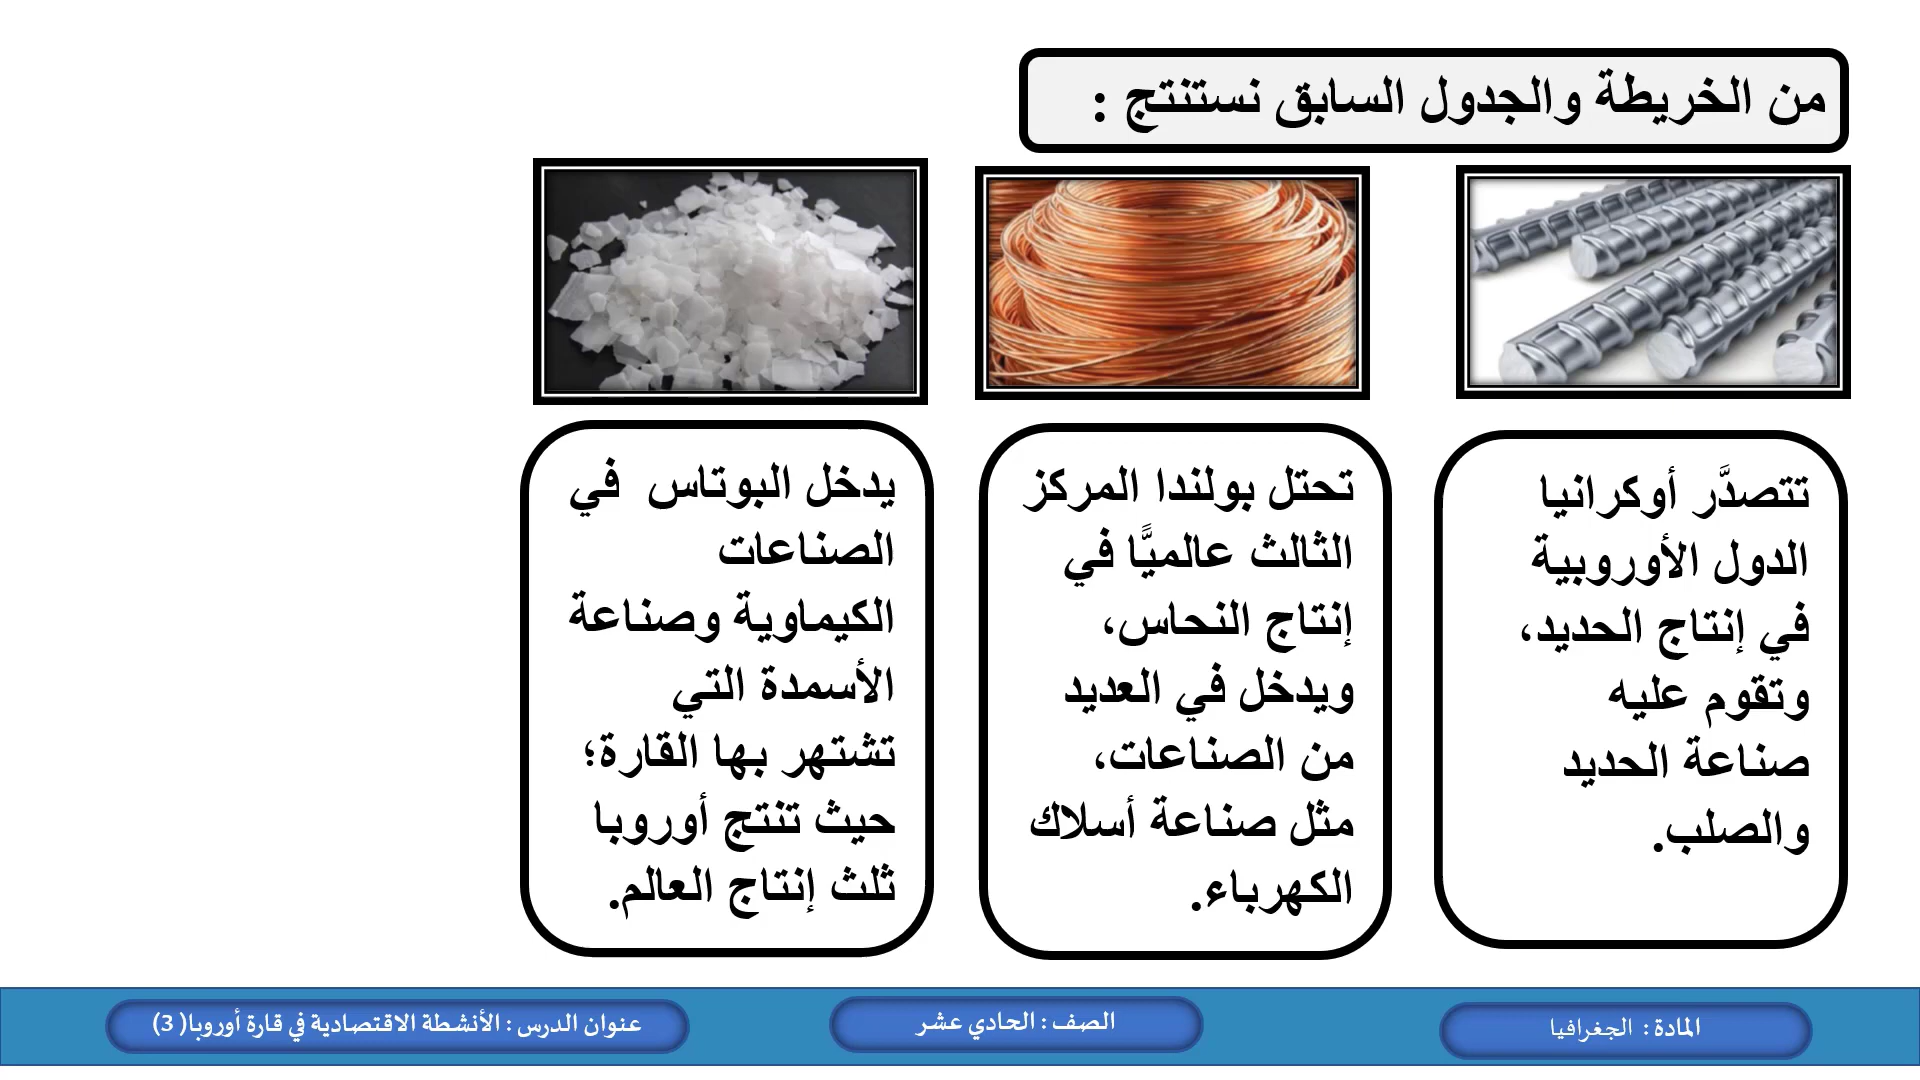 من الخريطة والجدول السابق نستنتج :
تتصدَّر أوكرانيا
الدول الأوروبية
في إنتاج الحديد،
وتقوم عليه
صناعة الحديد
والصلب.
تحتل بولندا المركز
الثالث عالميًّا في
إنتاج النحاس،
ويدخل في العديد
من الصناعات،
مثل صناعة أسلاك
الكهرباء.
يدخل البوتاس في
الصناعات
الكيماوية وصناعة
الأسمدة التي
تشتهر بها القارة؛
حيث تنتج أوروبا
ثلث إنتاج العالم.
المادة : الجغرافيا
الصف : الحادي عشر
عنوان الدرس : الأنشطة الاقتصادية في قارة أوروبا( 3)